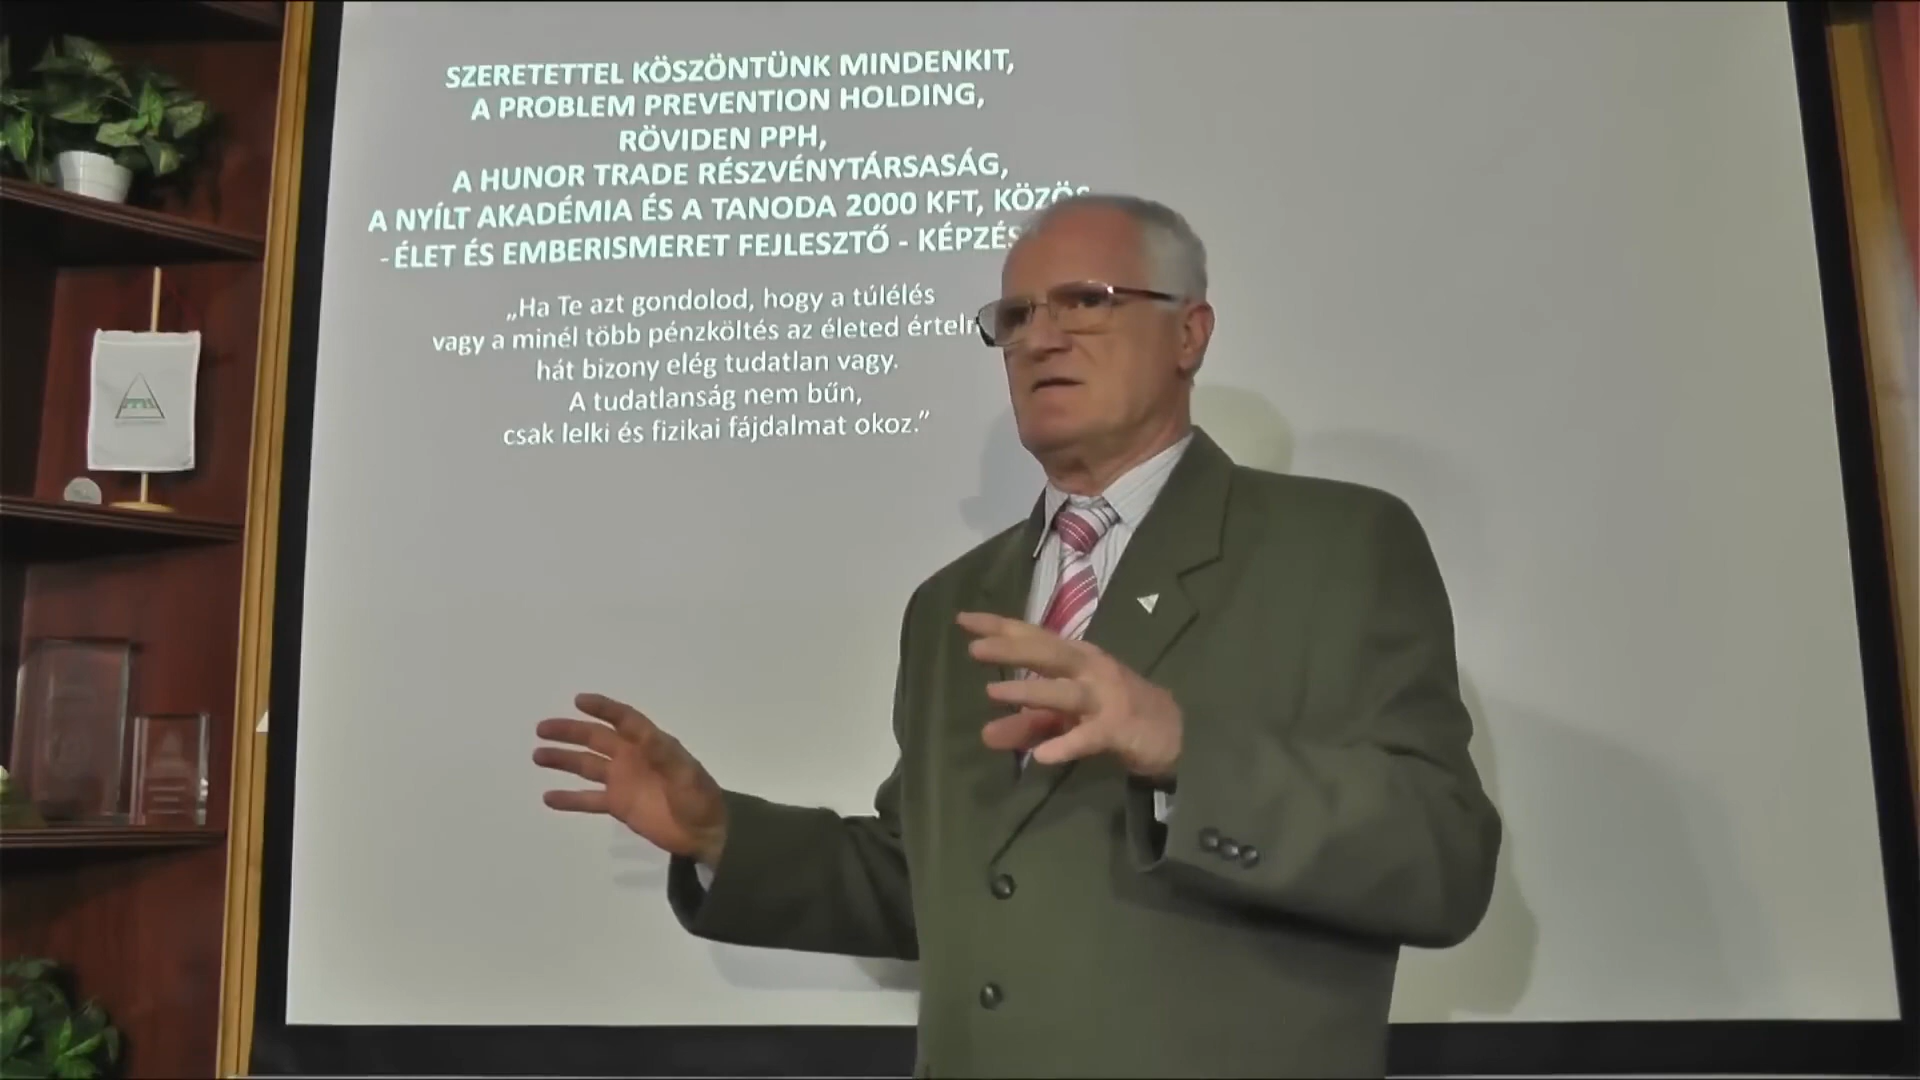 SZERETETTEL KÖSZÖNTÜNK MINDENKIT,
A PROBLEM PREVENTION HOLDING,
RÖVIDEN PPH,
A HUNOR TRADE RÉSZVÉNYTÁRSASÁG,
A NYÍLT AKADÉMIA ÉS A TANODA 2000 KFT, KÖZÖS
- ÉLET ÉS EMBERISMERET FEJLESZTŐ - KÉPZÉS
„Ha Te azt gondolod, hogy a túlélés
vagy a minél több pénzköltés az életed
hát bizony elég tudatlan vagy.
A tudatlanság nem bűn,
csak lelki és fizikai fájdalmat okoz.”